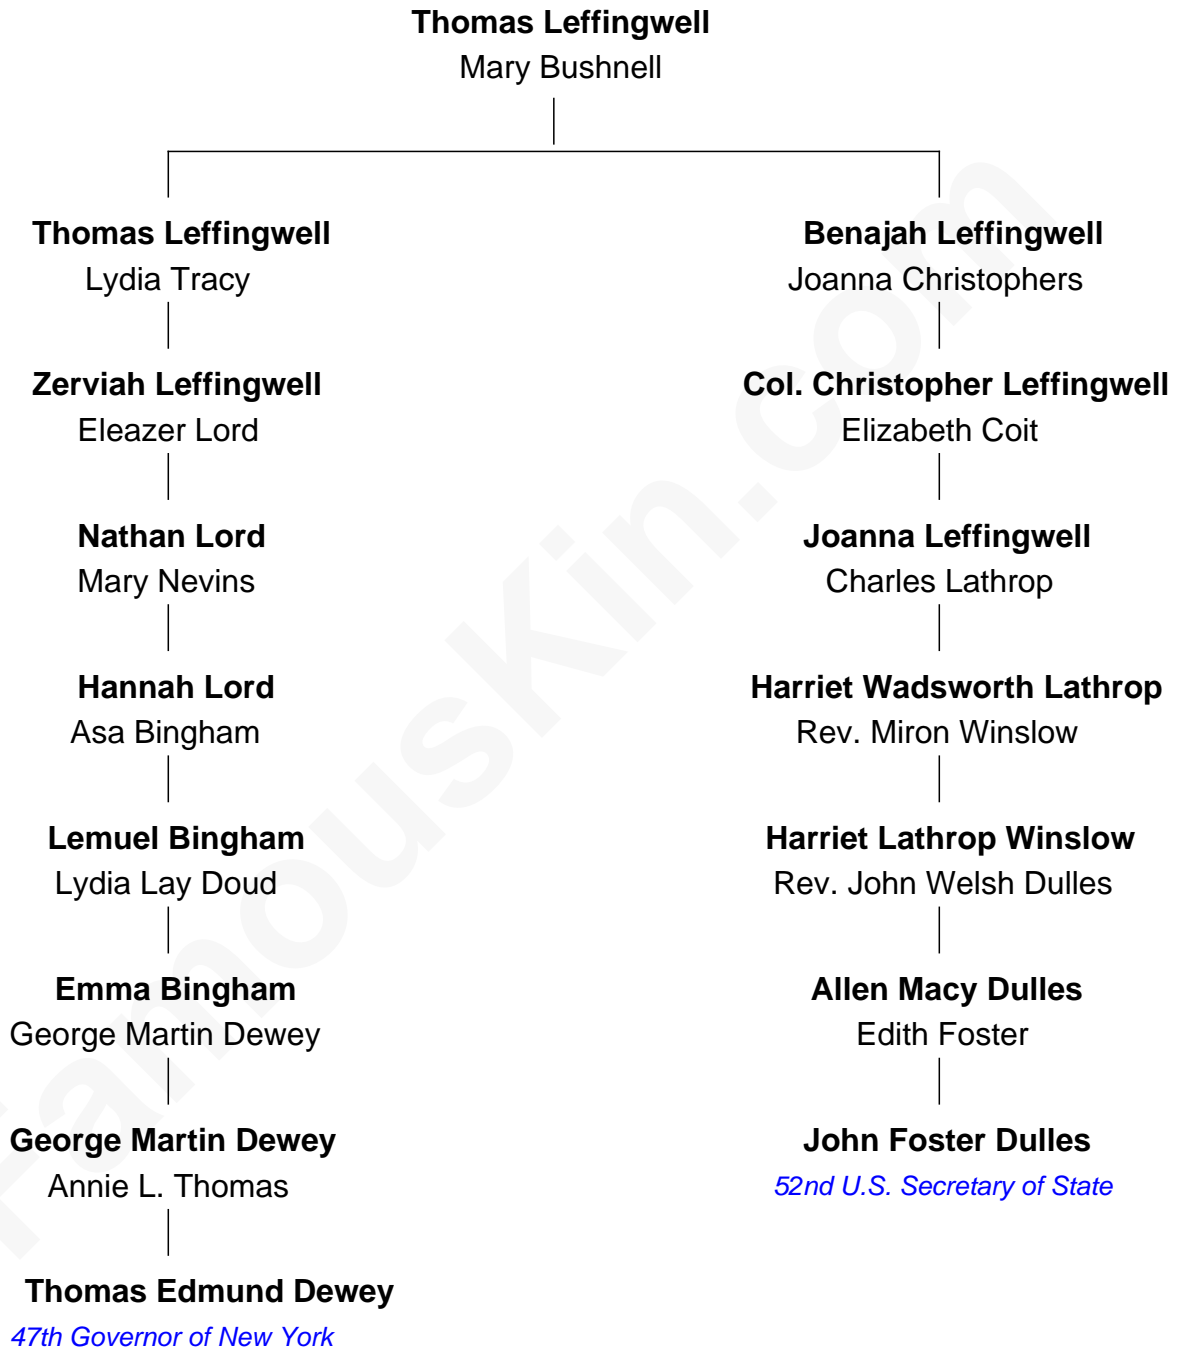 Thomas Leffingwell
Mary Bushnell
Thomas Leffingwell
Lydia Tracy
Zerviah Leffingwell
Eleazer Lord
Nathan Lord
Mary Nevins
Hannah Lord
Asa Bingham
Lemuel Bingham
Lydia Lay Doud
Emma Bingham
George Martin Dewey
George Martin Dewey
Annie L. Thomas
Thomas Edmund Dewey
47th Governor of New York
Benajah Leffingwell
Joanna Christophers
Col. Christopher Leffingwell
Elizabeth Coit
Joanna Leffingwell
Charles Lathrop
Harriet Wadsworth Lathrop
Rev. Miron Winslow
Harriet Lathrop Winslow
Rev. John Welsh Dulles
Allen Macy Dulles
Edith Foster
John Foster Dulles
52nd U.S. Secretary of State
FamousKin.com